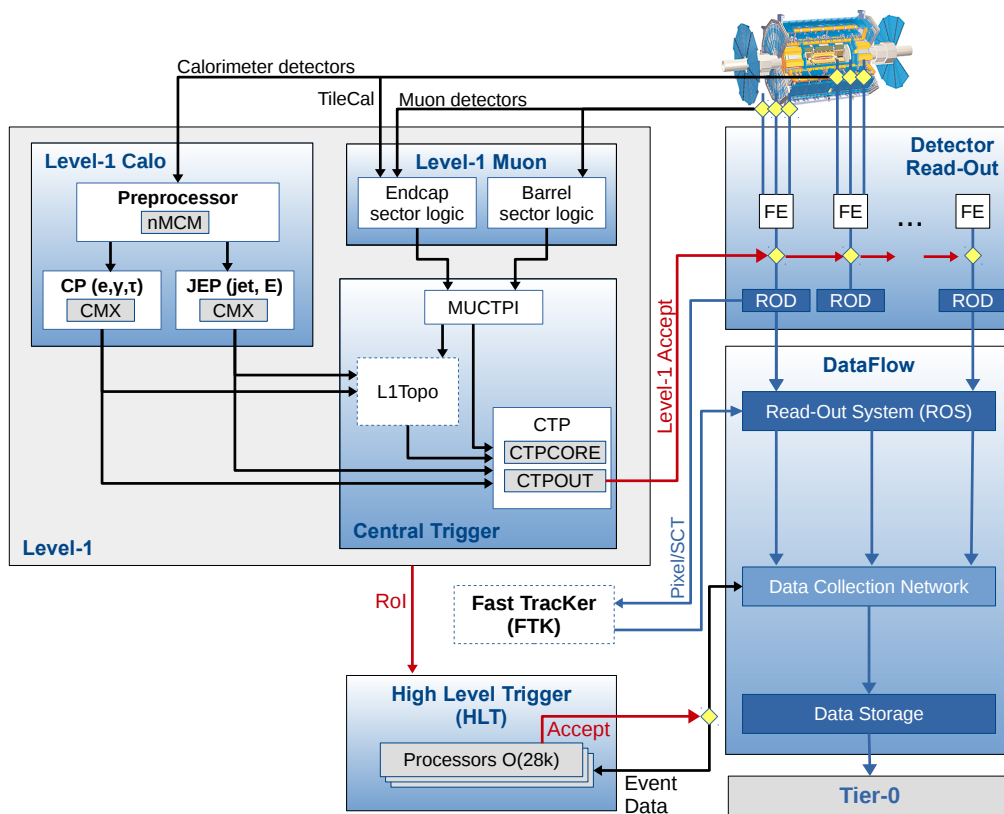 Calorimeter detectors
TileCal
Muon detectors
Level-1 Calo
Preprocessor
nMCM
CP (e,γ,τ)
CMX
JEP (jet, E)
CMX
Level-1 Muon
Endcap
sector logic
Barrel
sector logic
MUCTPI
L1Topo
CTP
CTPCORE
CTPOUT
Central Trigger
Level-1
Level-1 Accept
Detector
Read-Out
FE
FE
...
FE
ROD
ROD
ROD
DataFlow
Read-Out System (ROS)
Pixel/SCT
Data Collection Network
RoI
Fast TracKer
(FTK)
High Level Trigger
(HLT)
Accept
Processors O(28k)
Event
Data
Data Storage
Tier-0